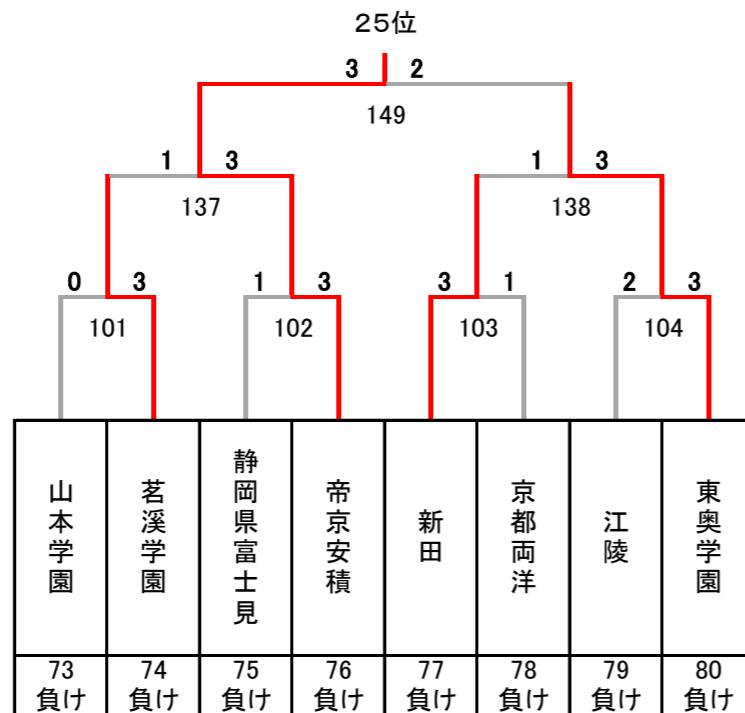 25位
3 2
149
1 3 1 3
137 138
0 3 1 3 3 1 2 3
101 102 103 104
山本学園
茗溪学園
静岡県富士見
帝京安積
新田
京都両洋
江陵
東奥学園
73 74 75 76 77 78 79 80
負け 負け 負け 負け 負け 負け 負け 負け